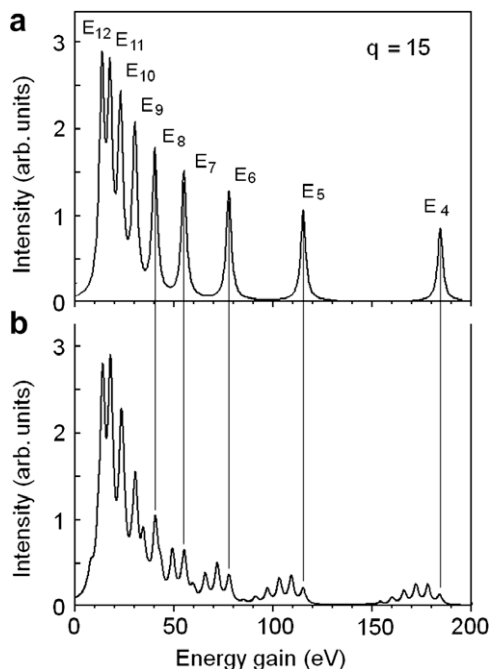 a
q = 15
E12
E11
E10
E9
E8
E7
E6
E5
E4
3
2
1
0
Intensity (arb. units)
b
3
2
1
0
Intensity (arb. units)
0 50 100 150 200
Energy gain (eV)